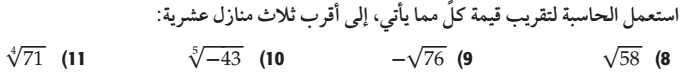 استعمل الحاسبة لتقريب قيمة كلّ مما يأتي، إلى أقرب ثلاث منازل عشرية:
8) √58 9) −√76 10) ⁵√−43 11) ⁴√71